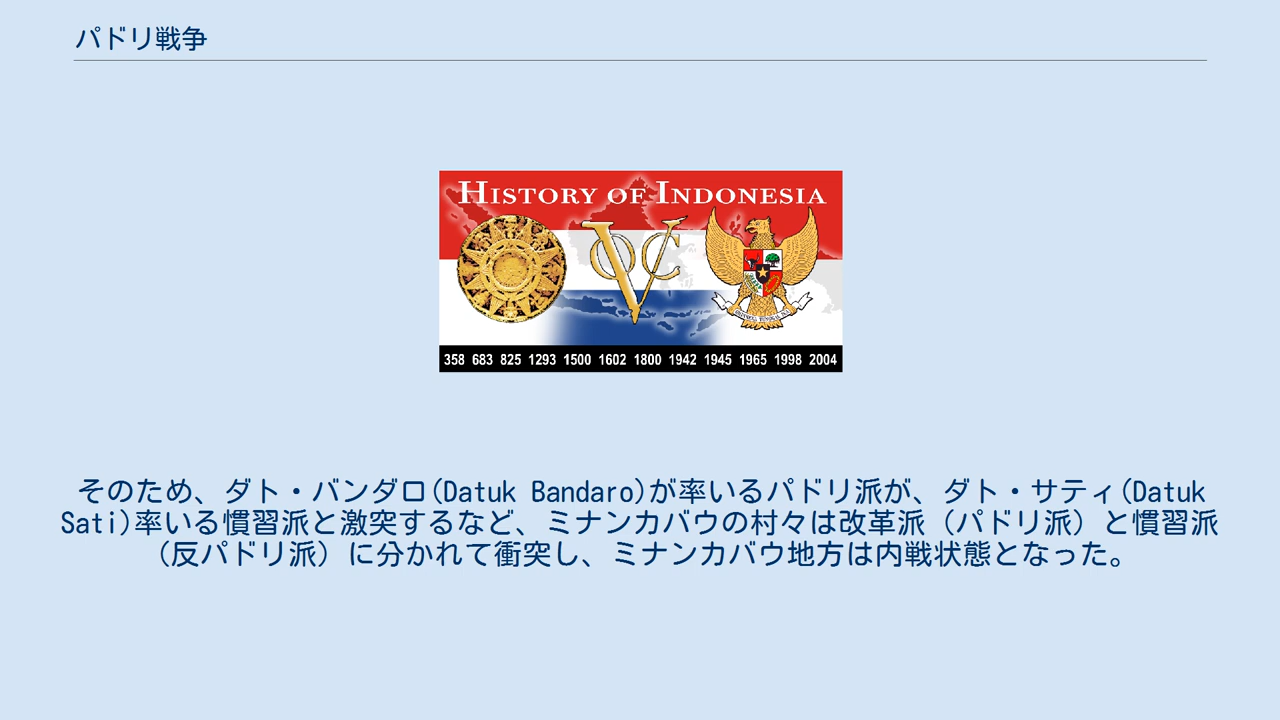 パドリ戦争
HISTORY OF INDONESIA
VOC
358 683 825 1293 1500 1602 1800 1942 1945 1965 1998 2004
そのため、ダト・バンダロ(Datuk Bandaro)が率いるパドリ派が、ダト・サティ(Datuk
Sati)率いる慣習派と激突するなど、ミナンカバウの村々は改革派（パドリ派）と慣習派
（反パドリ派）に分かれて衝突し、ミナンカバウ地方は内戦状態となった。